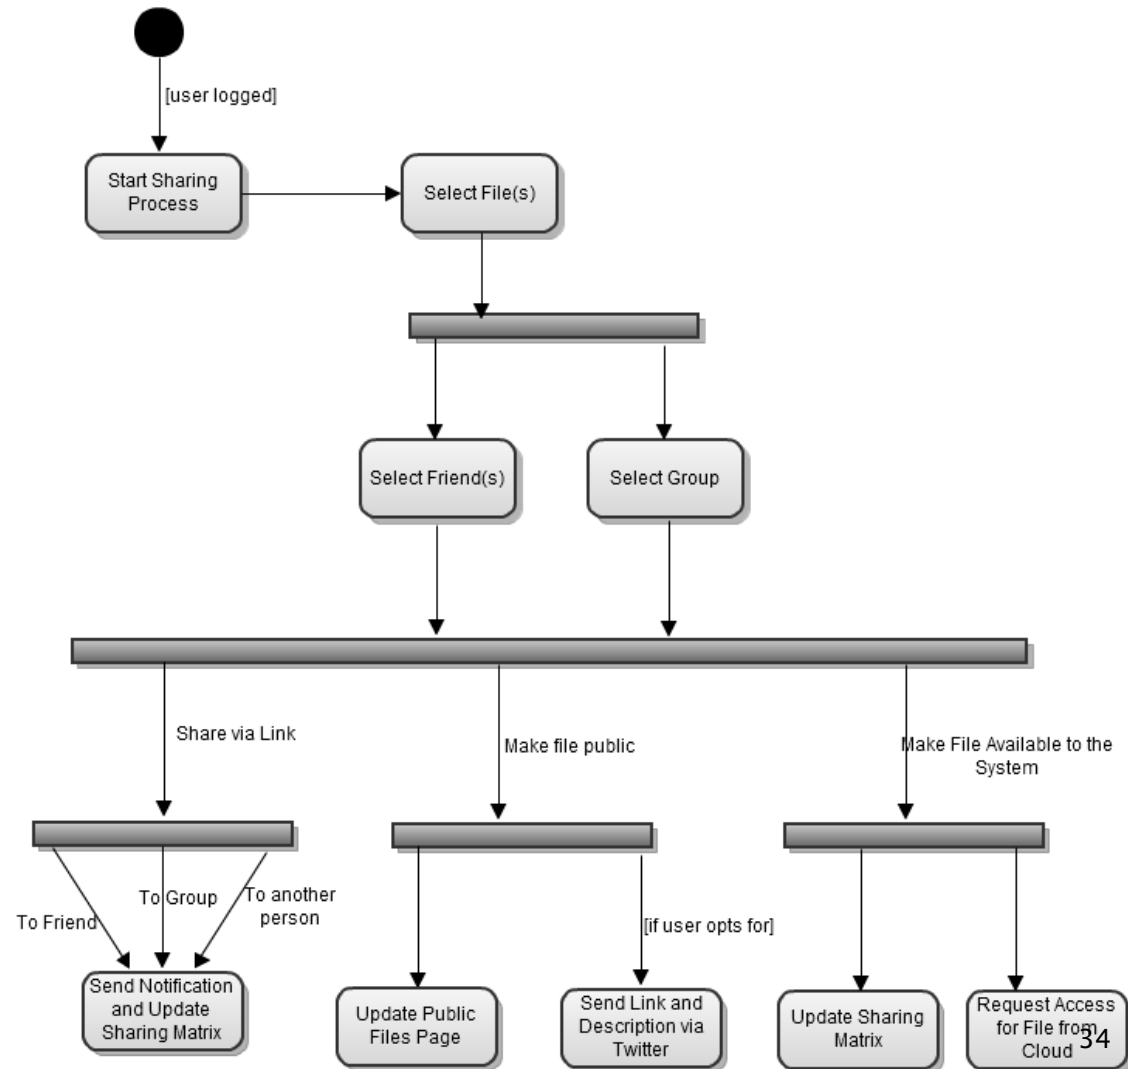 [user logged]
Start Sharing
Process
Select File(s)
Select Friend(s)
Select Group
Share via Link
Make file public
Make File Available to the
System
To Friend
To Group
To another
person
[if user opts for]
Send Notification
and Update
Sharing Matrix
Update Public
Files Page
Send Link and
Description via
Twitter
Update Sharing
Matrix
Request Access
for File from
Cloud
34